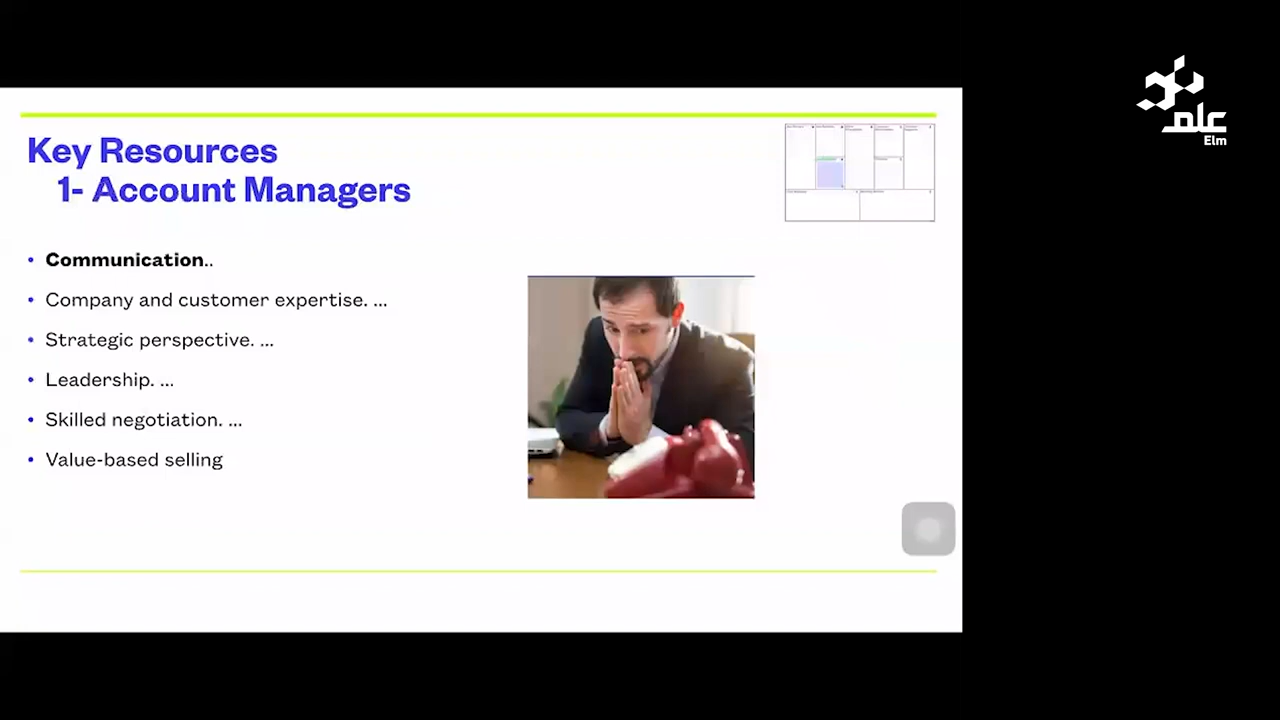 علم
Elm
Key Resources
1- Account Managers
• Communication..
• Company and customer expertise. ...
• Strategic perspective. ...
• Leadership. ...
• Skilled negotiation. ...
• Value-based selling